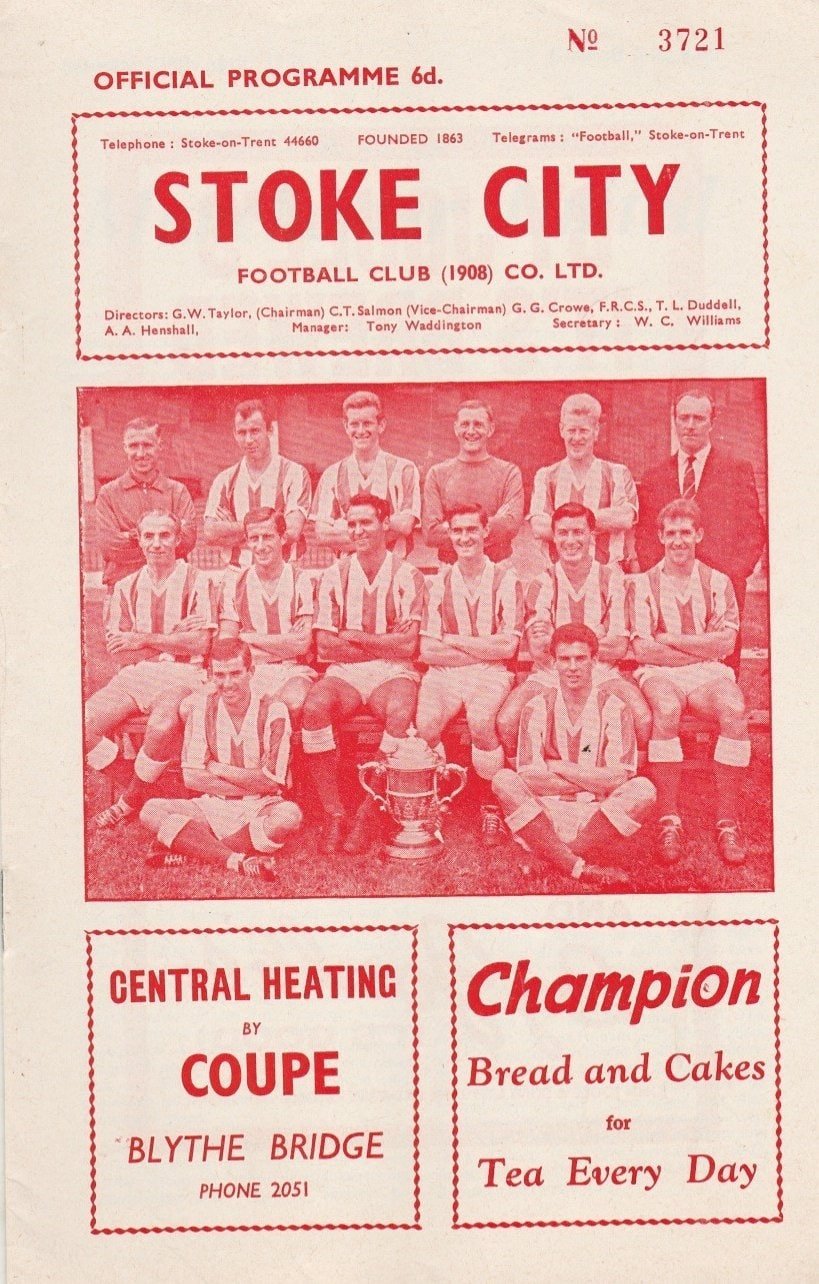 Nº 3721
OFFICIAL PROGRAMME 6d.
Telephone : Stoke-on-Trent 44660 FOUNDED 1863 Telegrams : "Football," Stoke-on-Trent
STOKE CITY
FOOTBALL CLUB (1908) CO. LTD.
Directors: G.W. Taylor, (Chairman) C.T. Salmon (Vice-Chairman) G. G. Crowe, F.R.C.S., T. L. Duddell,
A. A. Henshall, Manager: Tony Waddington Secretary : W. C. Williams
CENTRAL HEATING
BY
COUPE
BLYTHE BRIDGE
PHONE 2051
Champion
Bread and Cakes
for
Tea Every Day